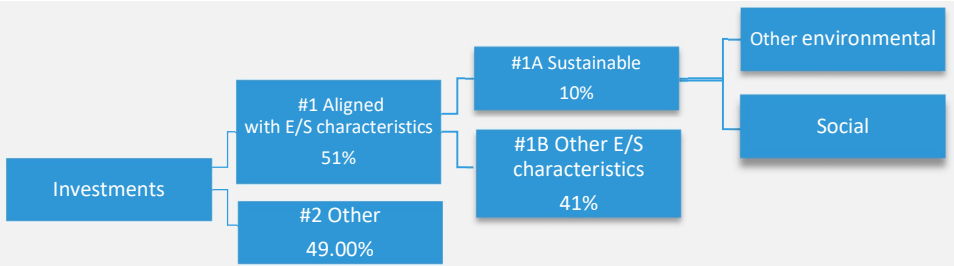 Investments
#1 Aligned
with E/S characteristics
51%
#2 Other
49.00%
#1A Sustainable
10%
#1B Other E/S
characteristics
41%
Other environmental
Social